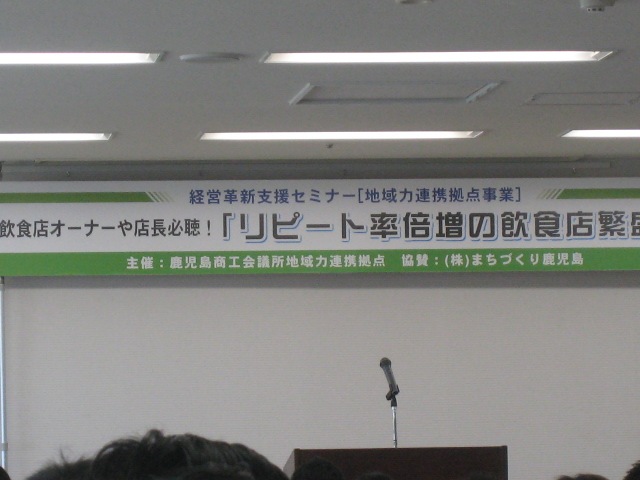 経営革新支援セミナー[地域力連携拠点事業]
飲食店オーナーや店長必聴！「リピート率倍増の飲食店繁盛
主催：鹿児島商工会議所地域力連携拠点　協賛：(株)まちづくり鹿児島